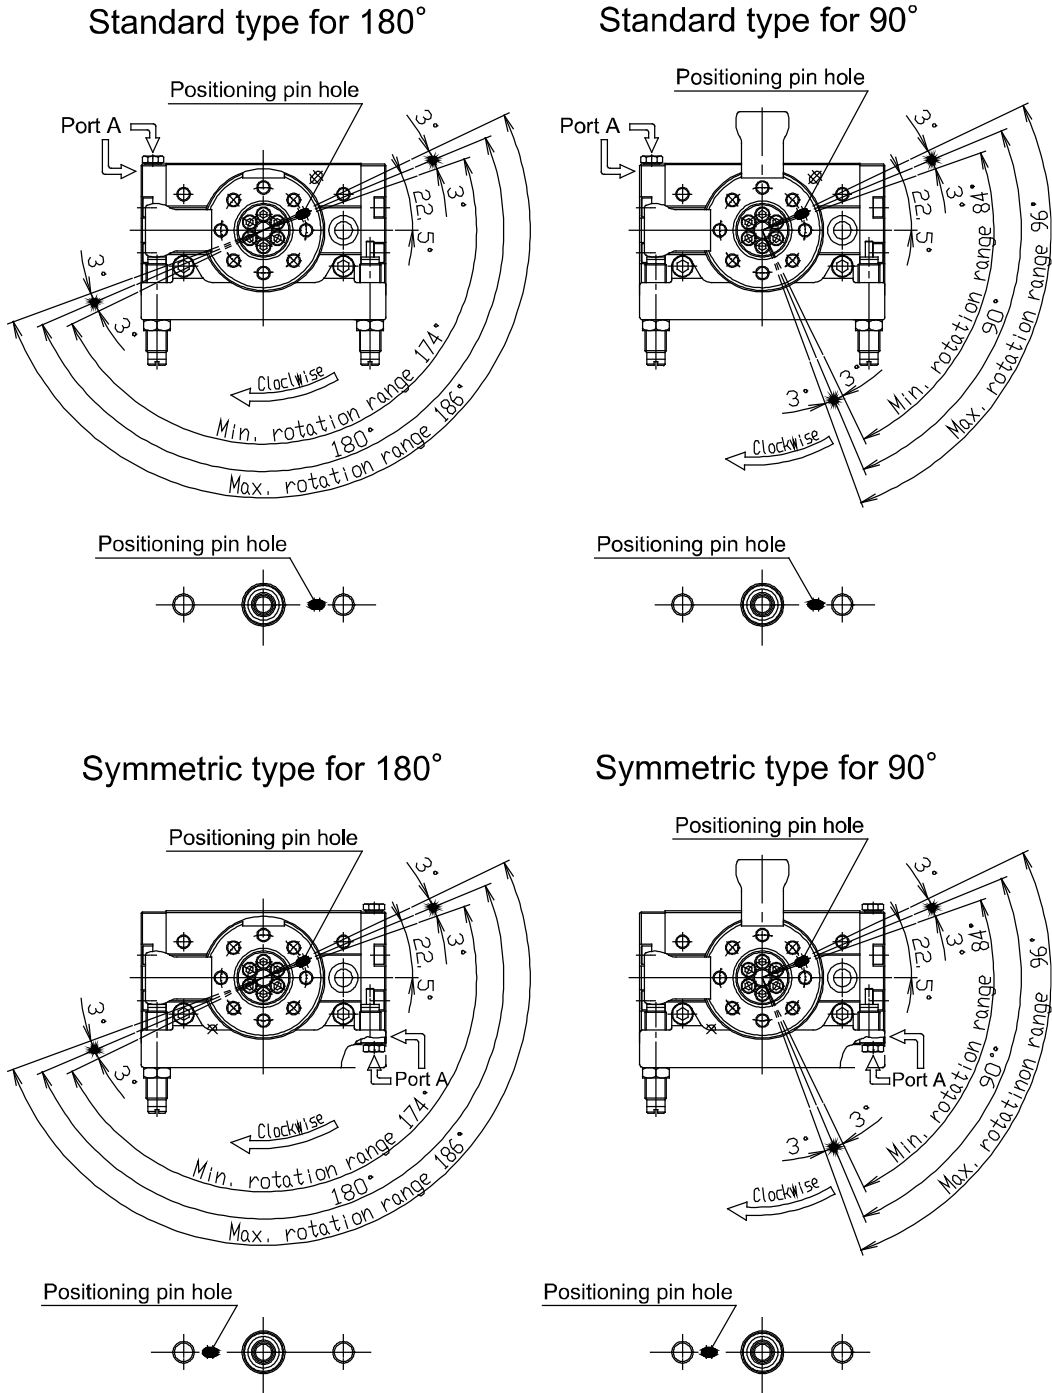 Standard type for 180°
Standard type for 90°
Positioning pin hole
Port A
3°
3°
22.5°
3°
3°
Cloclwise
Min. rotation range 174°
180°
Max. rotation range 186°
Positioning pin hole
Port A
3°
3°
22.5°
3°
3°
Clockwise
Min. rotation range 84°
90°
Max. rotation range 96°
Positioning pin hole
Positioning pin hole
Symmetric type for 180°
Symmetric type for 90°
Positioning pin hole
3°
3°
22.5°
3°
3°
Port A
Clockwise
Min. rotation range 174°
180°
Max. rotation range 186°
Positioning pin hole
3°
3°
22.5°
3°
3°
Port A
Clockwise
Min. rotation range 84°
90°°
Max. rotatinon range 96°
Positioning pin hole
Positioning pin hole